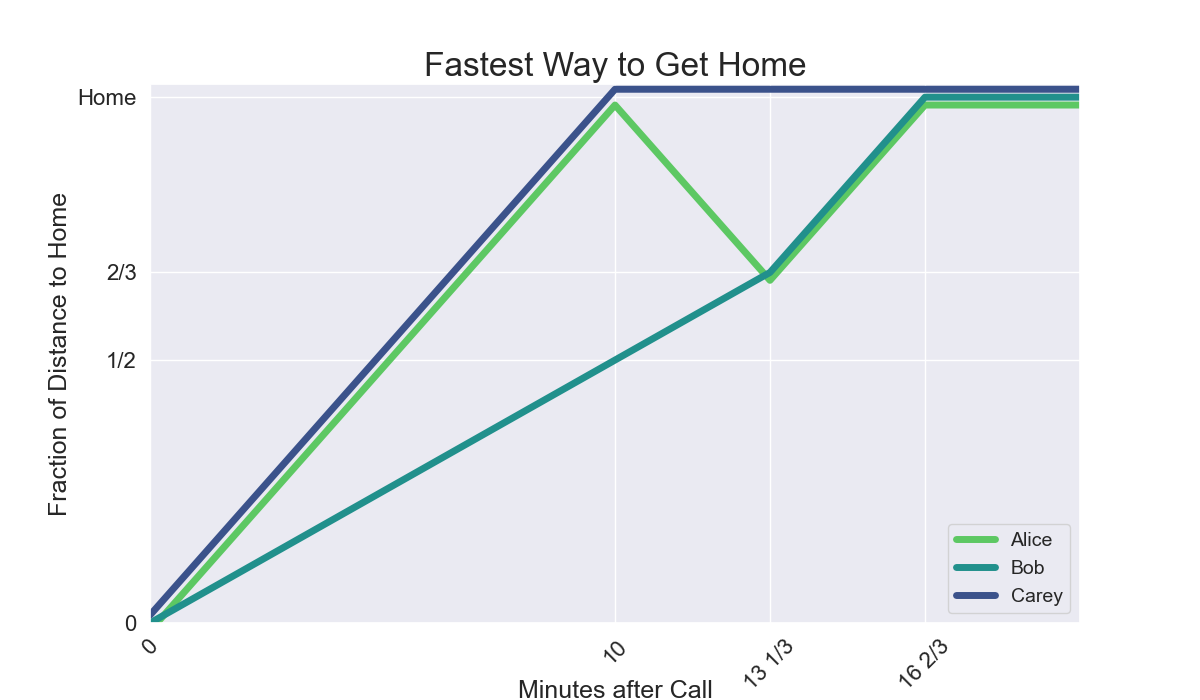 Fastest Way to Get Home
Fraction of Distance to Home
Home
2/3
1/2
0
0
10
13 1/3
16 2/3
Minutes after Call
Alice
Bob
Carey